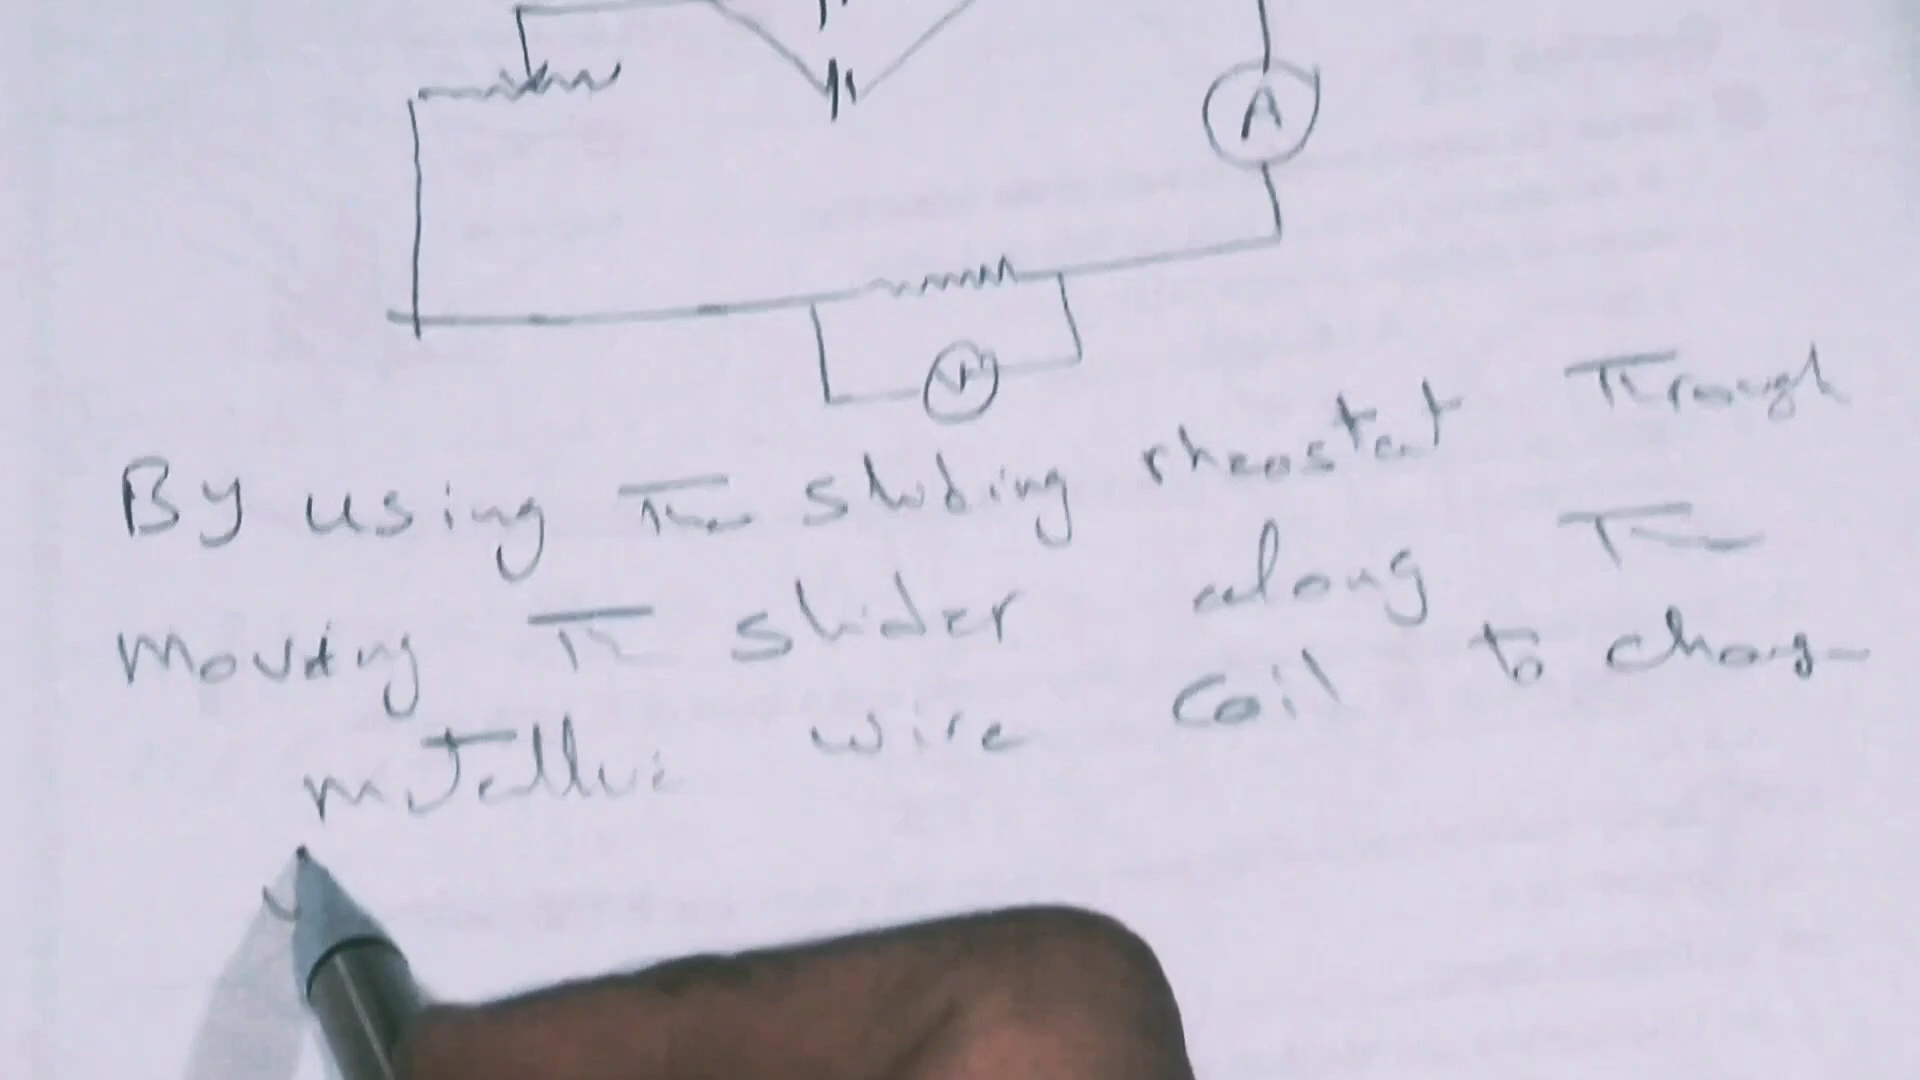 A
V
By using The sliding rheostat Through
moving The slider along The
metallic wire coil to change